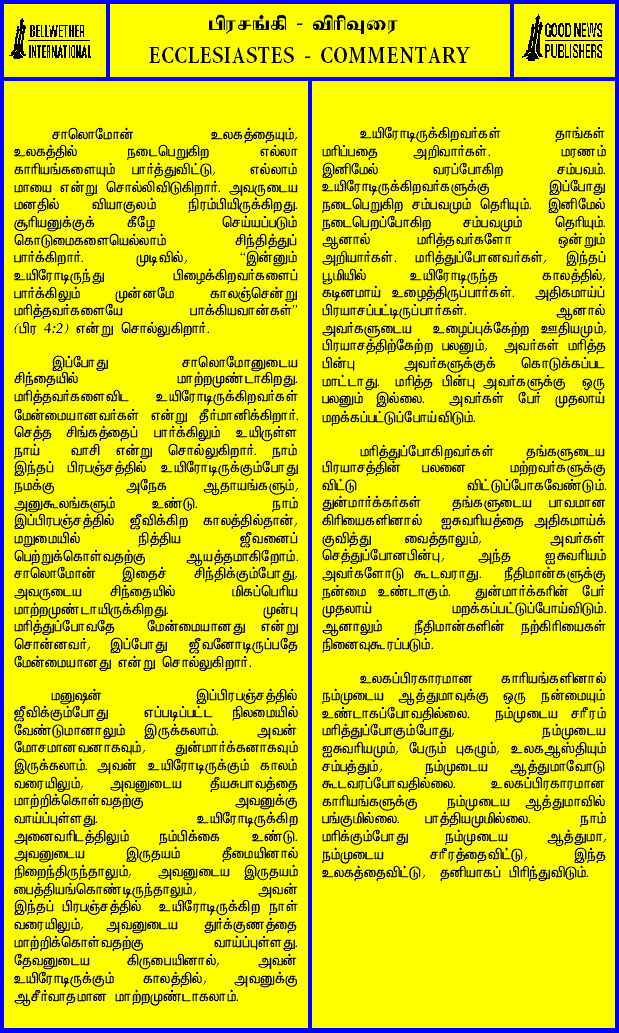 BELLWETHER
INTERNATIONAL
பிரசங்கி - விரிவுரை
ECCLESIASTES - COMMENTARY
GOOD NEWS
PUBLISHERS
சாலொமோன் உலகத்தையும்,
உலகத்தில் நடைபெறுகிற எல்லா
காரியங்களையும் பார்த்துவிட்டு, எல்லாம்
மாயை என்று சொல்லிவிடுகிறார். அவருடைய
மனதில் வியாகுலம் நிரம்பியிருக்கிறது.
சூரியனுக்குக் கீழே செய்யப்படும்
கொடுமைகளையெல்லாம் சிந்தித்துப்
பார்க்கிறார். முடிவில், “இன்னும்
உயிரோடிருந்து பிழைக்கிறவர்களைப்
பார்க்கிலும் முன்னமே காலஞ்சென்று
மரித்தவர்களையே பாக்கியவான்கள்”
(பிர 4:2) என்று சொல்லுகிறார்.
இப்போது சாலொமோனுடைய
சிந்தையில் மாற்றமுண்டாகிறது.
மரித்தவர்களைவிட உயிரோடிருக்கிறவர்கள்
மேன்மையானவர்கள் என்று தீர்மானிக்கிறார்.
செத்த சிங்கத்தைப் பார்க்கிலும் உயிருள்ள
நாய் வாசி என்று சொல்லுகிறார். நாம்
இந்தப் பிரபஞ்சத்தில் உயிரோடிருக்கும்போது
நமக்கு அநேக ஆதாயங்களும்,
அனுகூலங்களும் உண்டு. நாம்
இப்பிரபஞ்சத்தில் ஜீவிக்கிற காலத்தில்தான்,
மறுமையில் நித்திய ஜீவனைப்
பெற்றுக்கொள்வதற்கு ஆயத்தமாகிறோம்.
சாலொமோன் இதைச் சிந்திக்கும்போது,
அவருடைய சிந்தையில் மிகப்பெரிய
மாற்றமுண்டாயிருக்கிறது. முன்பு
மரித்துப்போவதே மேன்மையானது என்று
சொன்னவர், இப்போது ஜீவனோடிருப்பதே
மேன்மையானது என்று சொல்லுகிறார்.
மனுஷன் இப்பிரபஞ்சத்தில்
ஜீவிக்கும்போது எப்படிப்பட்ட நிலமையில்
வேண்டுமானாலும் இருக்கலாம். அவன்
மோசமானவனாகவும், துன்மார்க்கனாகவும்
இருக்கலாம். அவன் உயிரோடிருக்கும் காலம்
வரையிலும், அவனுடைய தீயசுபாவத்தை
மாற்றிக்கொள்வதற்கு அவனுக்கு
வாய்ப்புள்ளது. உயிரோடிருக்கிற
அனைவரிடத்திலும் நம்பிக்கை உண்டு.
அவனுடைய இருதயம் தீமையினால்
நிறைந்திருந்தாலும், அவனுடைய இருதயம்
பைத்தியங்கொண்டிருந்தாலும், அவன்
இந்தப் பிரபஞ்சத்தில் உயிரோடிருக்கிற நாள்
வரையிலும், அவனுடைய துர்க்குணத்தை
மாற்றிக்கொள்வதற்கு வாய்ப்புள்ளது.
தேவனுடைய கிருபையினால், அவன்
உயிரோடிருக்கும் காலத்தில், அவனுக்கு
ஆசீர்வாதமான மாற்றமுண்டாகலாம்.
உயிரோடிருக்கிறவர்கள் தாங்கள்
மரிப்பதை அறிவார்கள். மரணம்
இனிமேல் வரப்போகிற சம்பவம்.
உயிரோடிருக்கிறவர்களுக்கு இப்போது
நடைபெறுகிற சம்பவமும் தெரியும். இனிமேல்
நடைபெறப்போகிற சம்பவமும் தெரியும்.
ஆனால் மரித்தவர்களோ ஒன்றும்
அறியார்கள். மரித்துப்போனவர்கள், இந்தப்
பூமியில் உயிரோடிருந்த காலத்தில்,
கடினமாய் உழைத்திருப்பார்கள். அதிகமாய்ப்
பிரயாசப்பட்டிருப்பார்கள். ஆனால்
அவர்களுடைய உழைப்புக்கேற்ற ஊதியமும்,
பிரயாசத்திற்கேற்ற பலனும், அவர்கள் மரித்த
பின்பு அவர்களுக்குக் கொடுக்கப்பட
மாட்டாது. மரித்த பின்பு அவர்களுக்கு ஒரு
பலனும் இல்லை. அவர்கள் பேர் முதலாய்
மறக்கப்பட்டுப்போய்விடும்.
மரித்துப்போகிறவர்கள் தங்களுடைய
பிரயாசத்தின் பலனை மற்றவர்களுக்கு
விட்டு விட்டுப்போகவேண்டும்.
துன்மார்க்கர்கள் தங்களுடைய பாவமான
கிரியைகளினால் ஐசுவரியத்தை அதிகமாய்க்
குவித்து வைத்தாலும், அவர்கள்
செத்துப்போனபின்பு, அந்த ஐசுவரியம்
அவர்களோடு கூடவராது. நீதிமான்களுக்கு
நன்மை உண்டாகும். துன்மார்க்கரின் பேர்
முதலாய் மறக்கப்பட்டுப்போய்விடும்.
ஆனாலும் நீதிமான்களின் நற்கிரியைகள்
நினைவுகூரப்படும்.
உலகப்பிரகாரமான காரியங்களினால்
நம்முடைய ஆத்துமாவுக்கு ஒரு நன்மையும்
உண்டாகப்போவதில்லை. நம்முடைய சரீரம்
மரித்துப்போகும்போது, நம்முடைய
ஐசுவரியமும், பேரும் புகழும், உலகஆஸ்தியும்
சம்பத்தும், நம்முடைய ஆத்துமாவோடு
கூடவரப்போவதில்லை. உலகப்பிரகாரமான
காரியங்களுக்கு நம்முடைய ஆத்துமாவில்
பங்குமில்லை. பாத்தியமுமில்லை. நாம்
மரிக்கும்போது நம்முடைய ஆத்துமா,
நம்முடைய சரீரத்தைவிட்டு, இந்த
உலகத்தைவிட்டு, தனியாகப் பிரிந்துவிடும்.